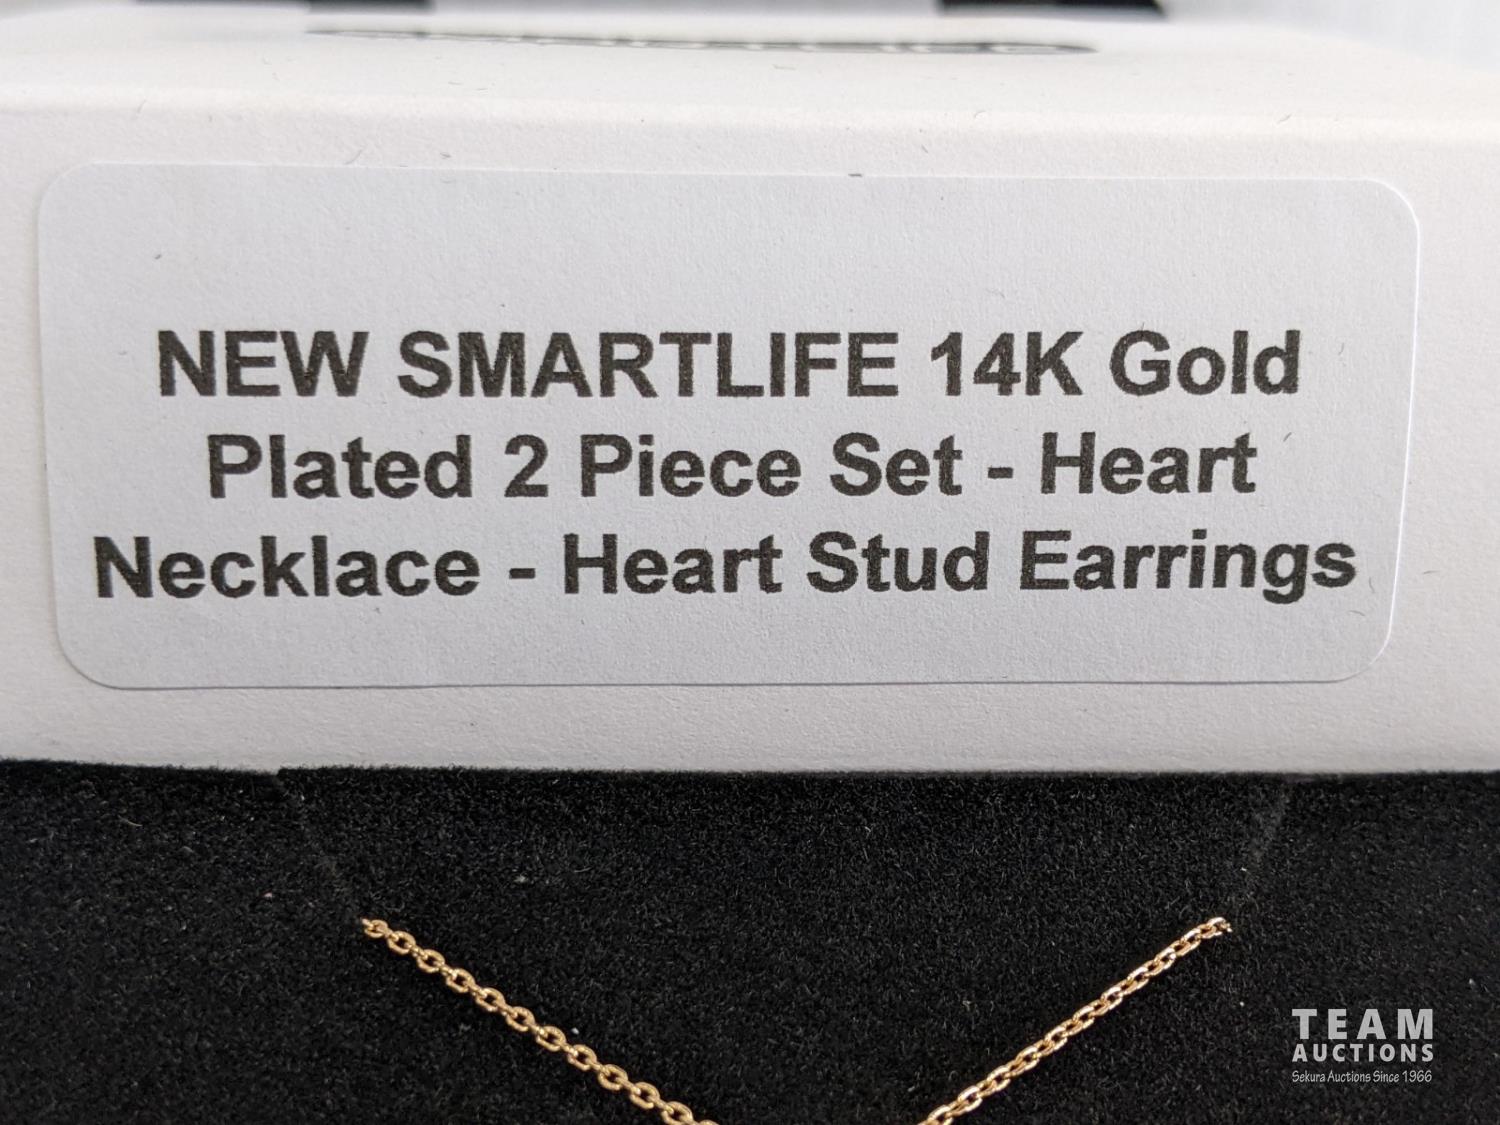 NEW SMARTLIFE 14K Gold
Plated 2 Piece Set - Heart
Necklace - Heart Stud Earrings
TEAM
AUCTIONS
Sekura Auctions Since 1966